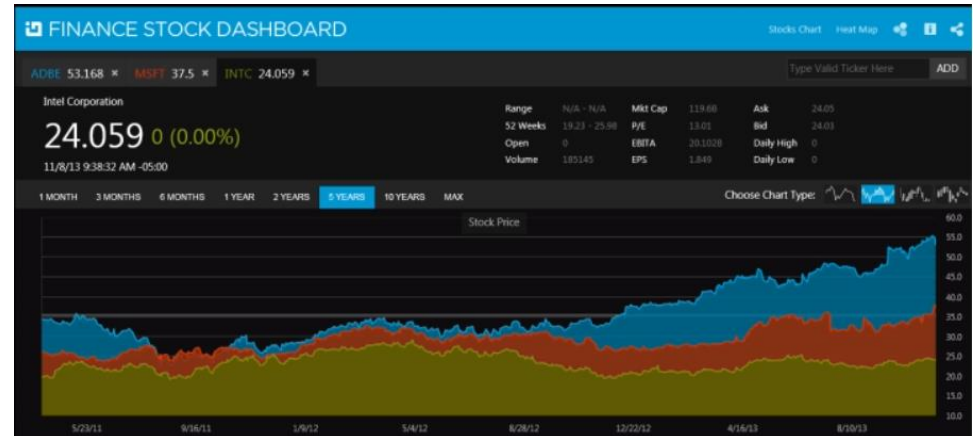 FINANCE STOCK DASHBOARD Stocks Chart Heat Map
ADBE 53.168 × MSFT 37.5 × INTC 24.059 × Type Valid Ticker Here ADD
Intel Corporation
24.059 0 (0.00%)
11/8/13 9:38:32 AM -05:00
Range N/A - N/A Mkt Cap 119.66 Ask 24.05
52 Weeks 19.23 - 25.98 P/E 13.01 Bid 24.03
Open 0 EBITA 20.1028 Daily High 0
Volume 185145 EPS 1.849 Daily Low 0
1 MONTH 3 MONTHS 6 MONTHS 1 YEAR 2 YEARS 5 YEARS 10 YEARS MAX Choose Chart Type:
Stock Price
60.0
55.0
50.0
45.0
40.0
35.0
30.0
25.0
20.0
15.0
10.0
5/23/11 9/16/11 1/9/12 5/4/12 8/28/12 12/22/12 4/16/13 8/10/13